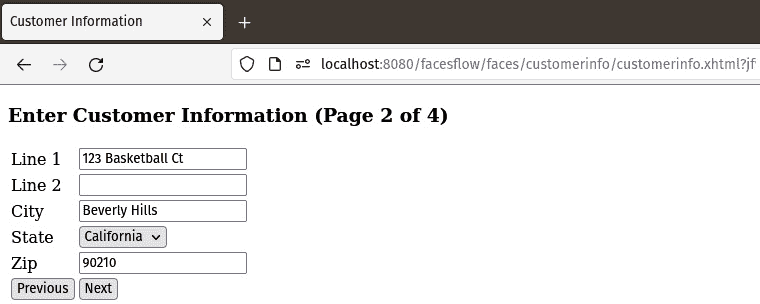 Customer Information
localhost:8080/facesflow/faces/customerinfo/customerinfo.xhtml?jf
Enter Customer Information (Page 2 of 4)
Line 1 123 Basketball Ct
Line 2
City Beverly Hills
State California
Zip 90210
Previous Next